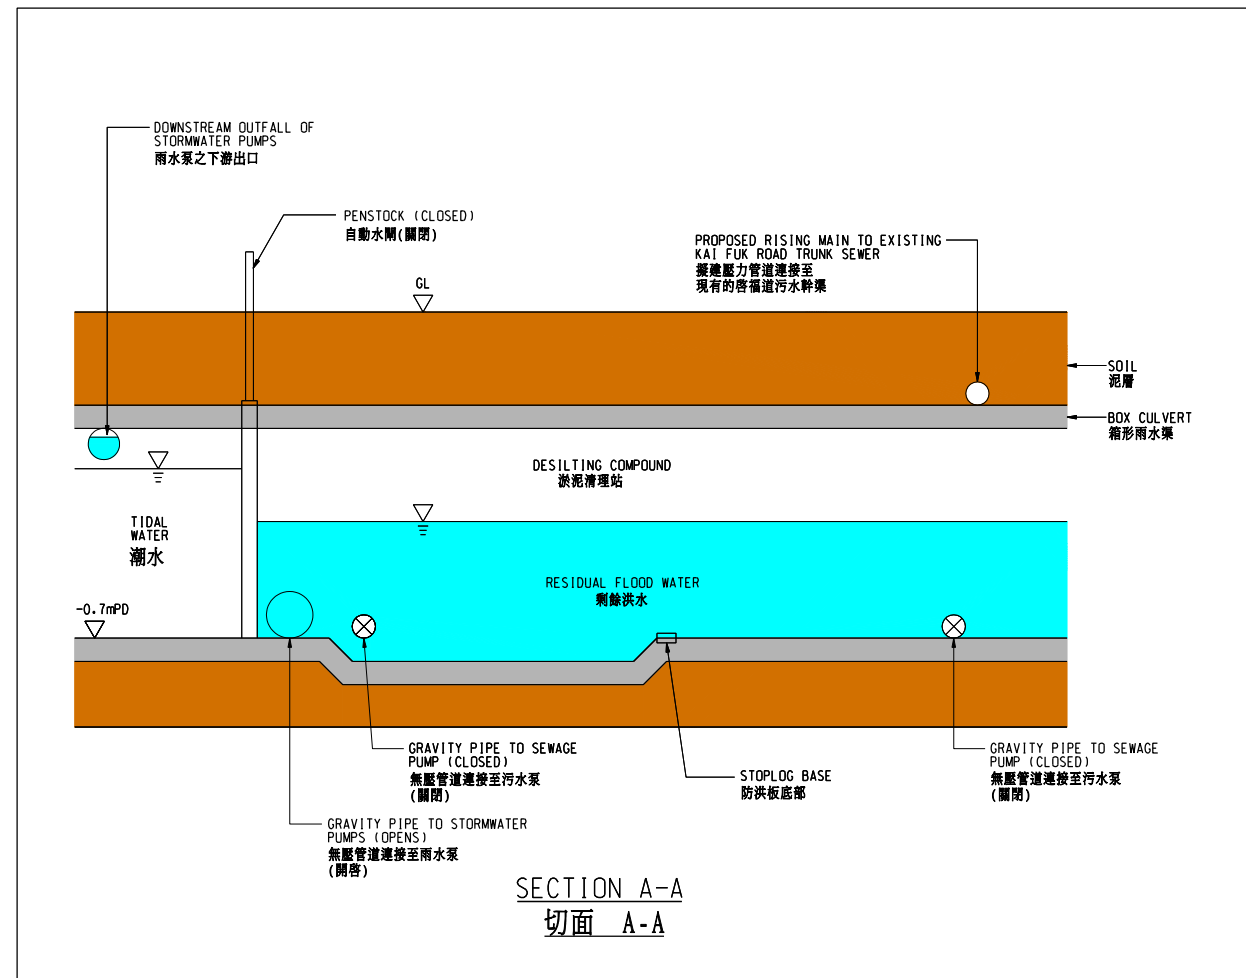 DOWNSTREAM OUTFALL OF
STORMWATER PUMPS
雨水泵之下游出口
PENSTOCK (CLOSED)
自動水閘(關閉)
PROPOSED RISING MAIN TO EXISTING
KAI FUK ROAD TRUNK SEWER
擬建壓力管道連接至
現有的啓福道污水幹渠
GL
SOIL
泥層
BOX CULVERT
箱形雨水渠
DESILTING COMPOUND
淤泥清理站
TIDAL
WATER
潮水
RESIDUAL FLOOD WATER
剩餘洪水
-0.7mPD
GRAVITY PIPE TO SEWAGE
PUMP (CLOSED)
無壓管道連接至污水泵
(關閉)
STOPLOG BASE
防洪板底部
GRAVITY PIPE TO SEWAGE
PUMP (CLOSED)
無壓管道連接至污水泵
(關閉)
GRAVITY PIPE TO STORMWATER
PUMPS (OPENS)
無壓管道連接至雨水泵
(開啓)
SECTION A-A
切面 A-A